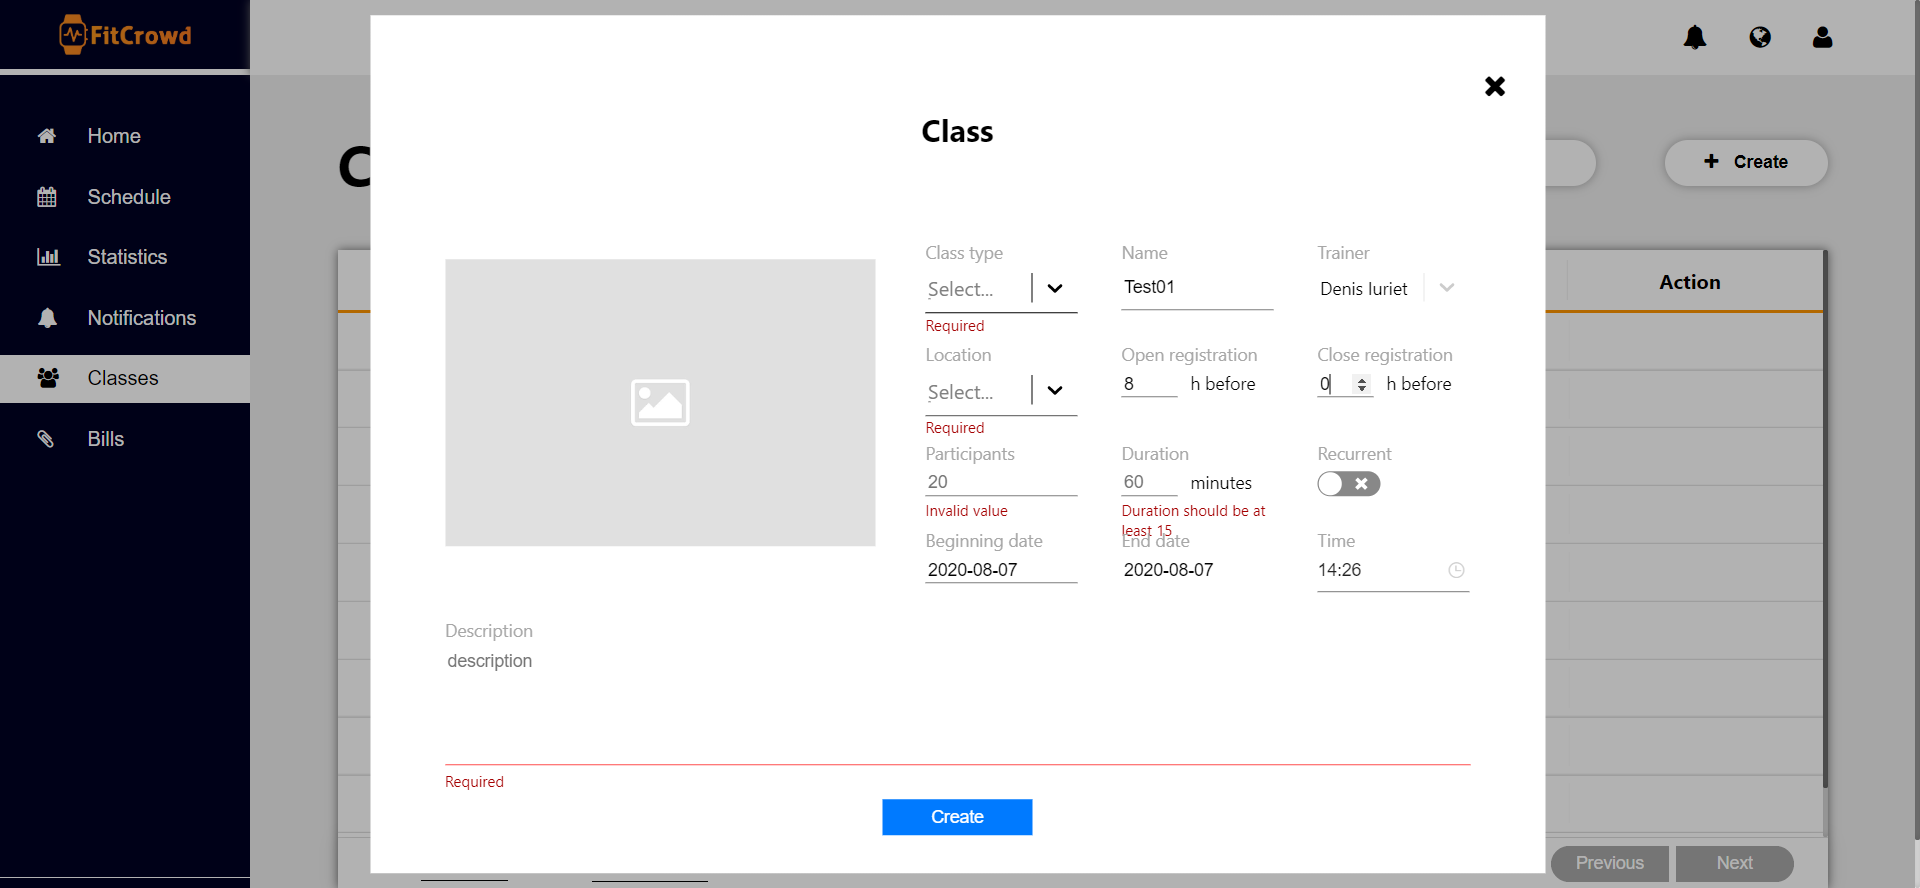 FitCrowd
Home
Schedule
Statistics
Notifications
Classes
Bills
C
Create
Action
Previous
Next
Class
Class type
Name
Trainer
Select...
Test01
Denis Iuriet
Required
Location
Open registration
Close registration
Select...
8 h before
0 h before
Required
Participants
Duration
Recurrent
20
60 minutes
Invalid value
Duration should be at
least 15
Beginning date
End date
Time
2020-08-07
2020-08-07
14:26
Description
description
Required
Create